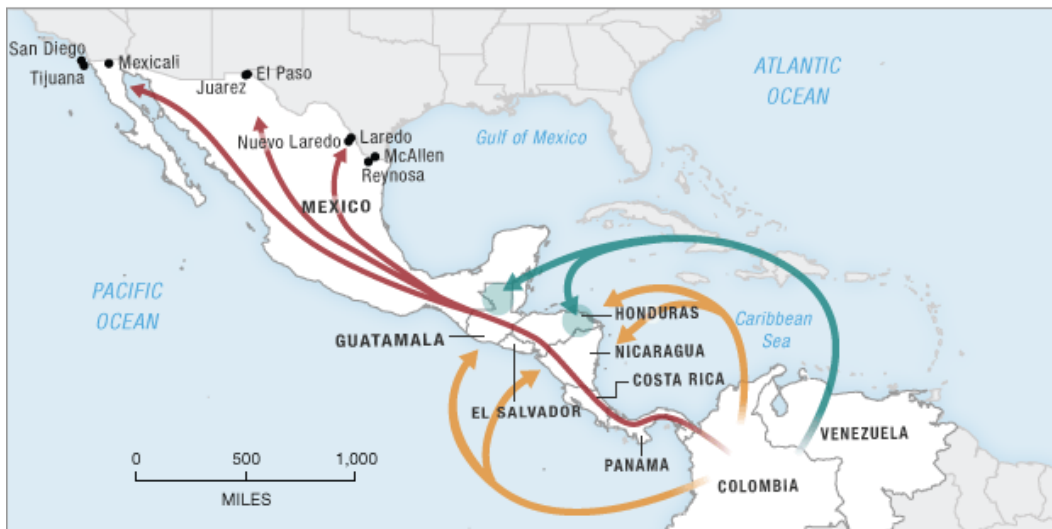 San Diego
Tijuana
Mexicali
El Paso
Juarez
ATLANTIC
OCEAN
Gulf of Mexico
Laredo
Nuevo Laredo
McAllen
Reynosa
MEXICO
PACIFIC
OCEAN
HONDURAS
Caribbean
Sea
GUATAMALA
NICARAGUA
COSTA RICA
EL SALVADOR
VENEZUELA
PANAMA
COLOMBIA
0 500 1,000
MILES